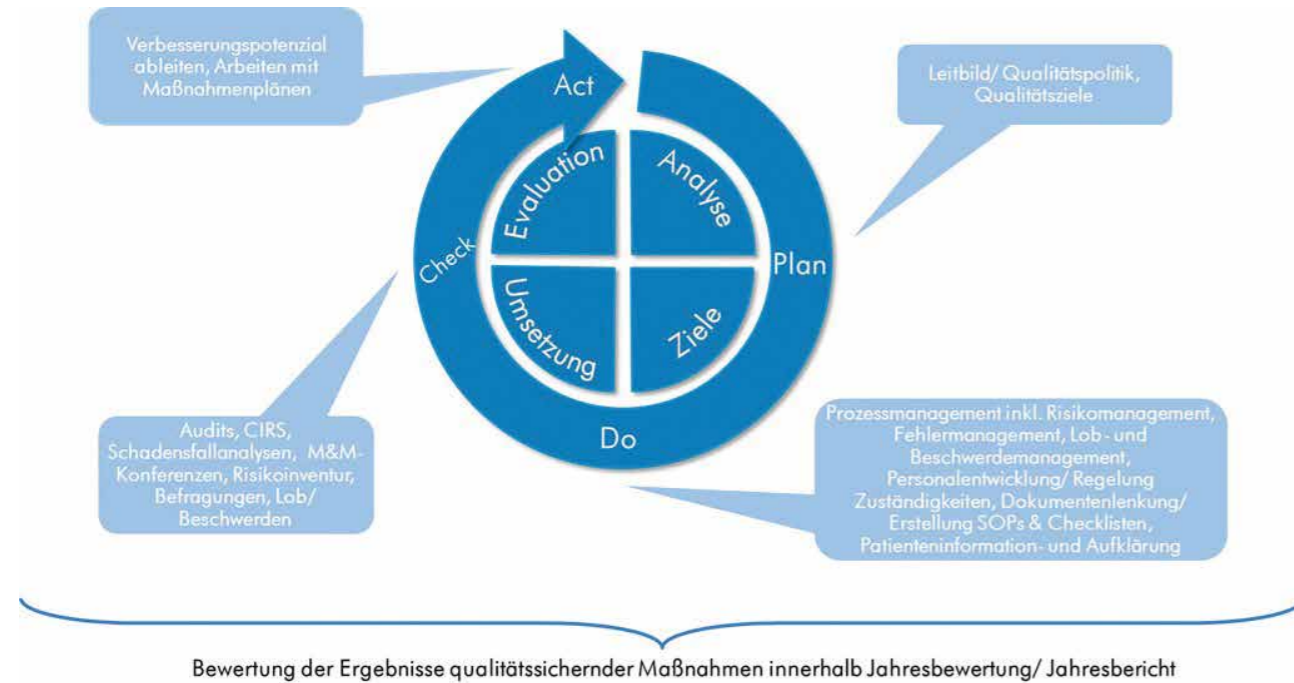 Verbesserungspotenzial
ableiten, Arbeiten mit
Maßnahmenplänen
Leitbild/ Qualitätspolitik,
Qualitätsziele
Act
Plan
Do
Check
Evaluation
Analyse
Umsetzung
Ziele
Audits, CIRS,
Schadensfallanalysen, M&M-
Konferenzen, Risikoinventur,
Befragungen, Lob/
Beschwerden
Prozessmanagement inkl. Risikomanagement,
Fehlermanagement, Lob- und
Beschwerdemanagement,
Personalentwicklung/ Regelung
Zuständigkeiten, Dokumentenlenkung/
Erstellung SOPs & Checklisten,
Patienteninformation- und Aufklärung
Bewertung der Ergebnisse qualitätssichernder Maßnahmen innerhalb Jahresbewertung/ Jahresbericht